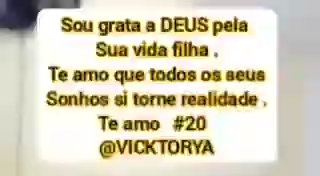 Sou grata a DEUS pela
Sua vida filha .
Te amo que todos os seus
Sonhos si torne realidade .
Te amo #20
@VICKTORYA